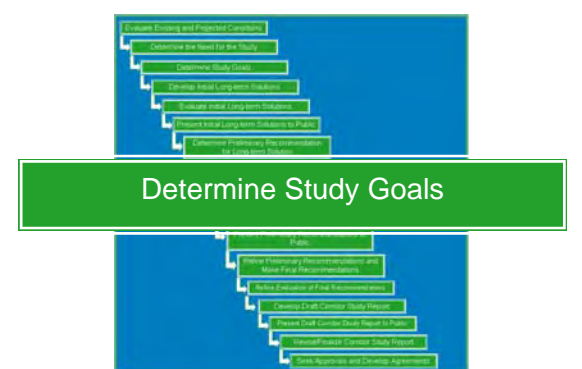 Evaluate Existing and Projected Conditions
Determine the Need for the Study
Determine Study Goals
Develop Initial Long-term Solutions
Evaluate Initial Long-term Solutions
Present Initial Long-term Solutions to Public
Determine Preliminary Recommendation
for Long-term Solution
Determine Study Goals
Public
Refine Preliminary Recommendations and
Make Final Recommendations
Refine Evaluation of Final Recommendations
Develop Draft Corridor Study Report
Present Draft Corridor Study Report to Public
Revise/Finalize Corridor Study Report
Seek Approvals and Develop Agreements